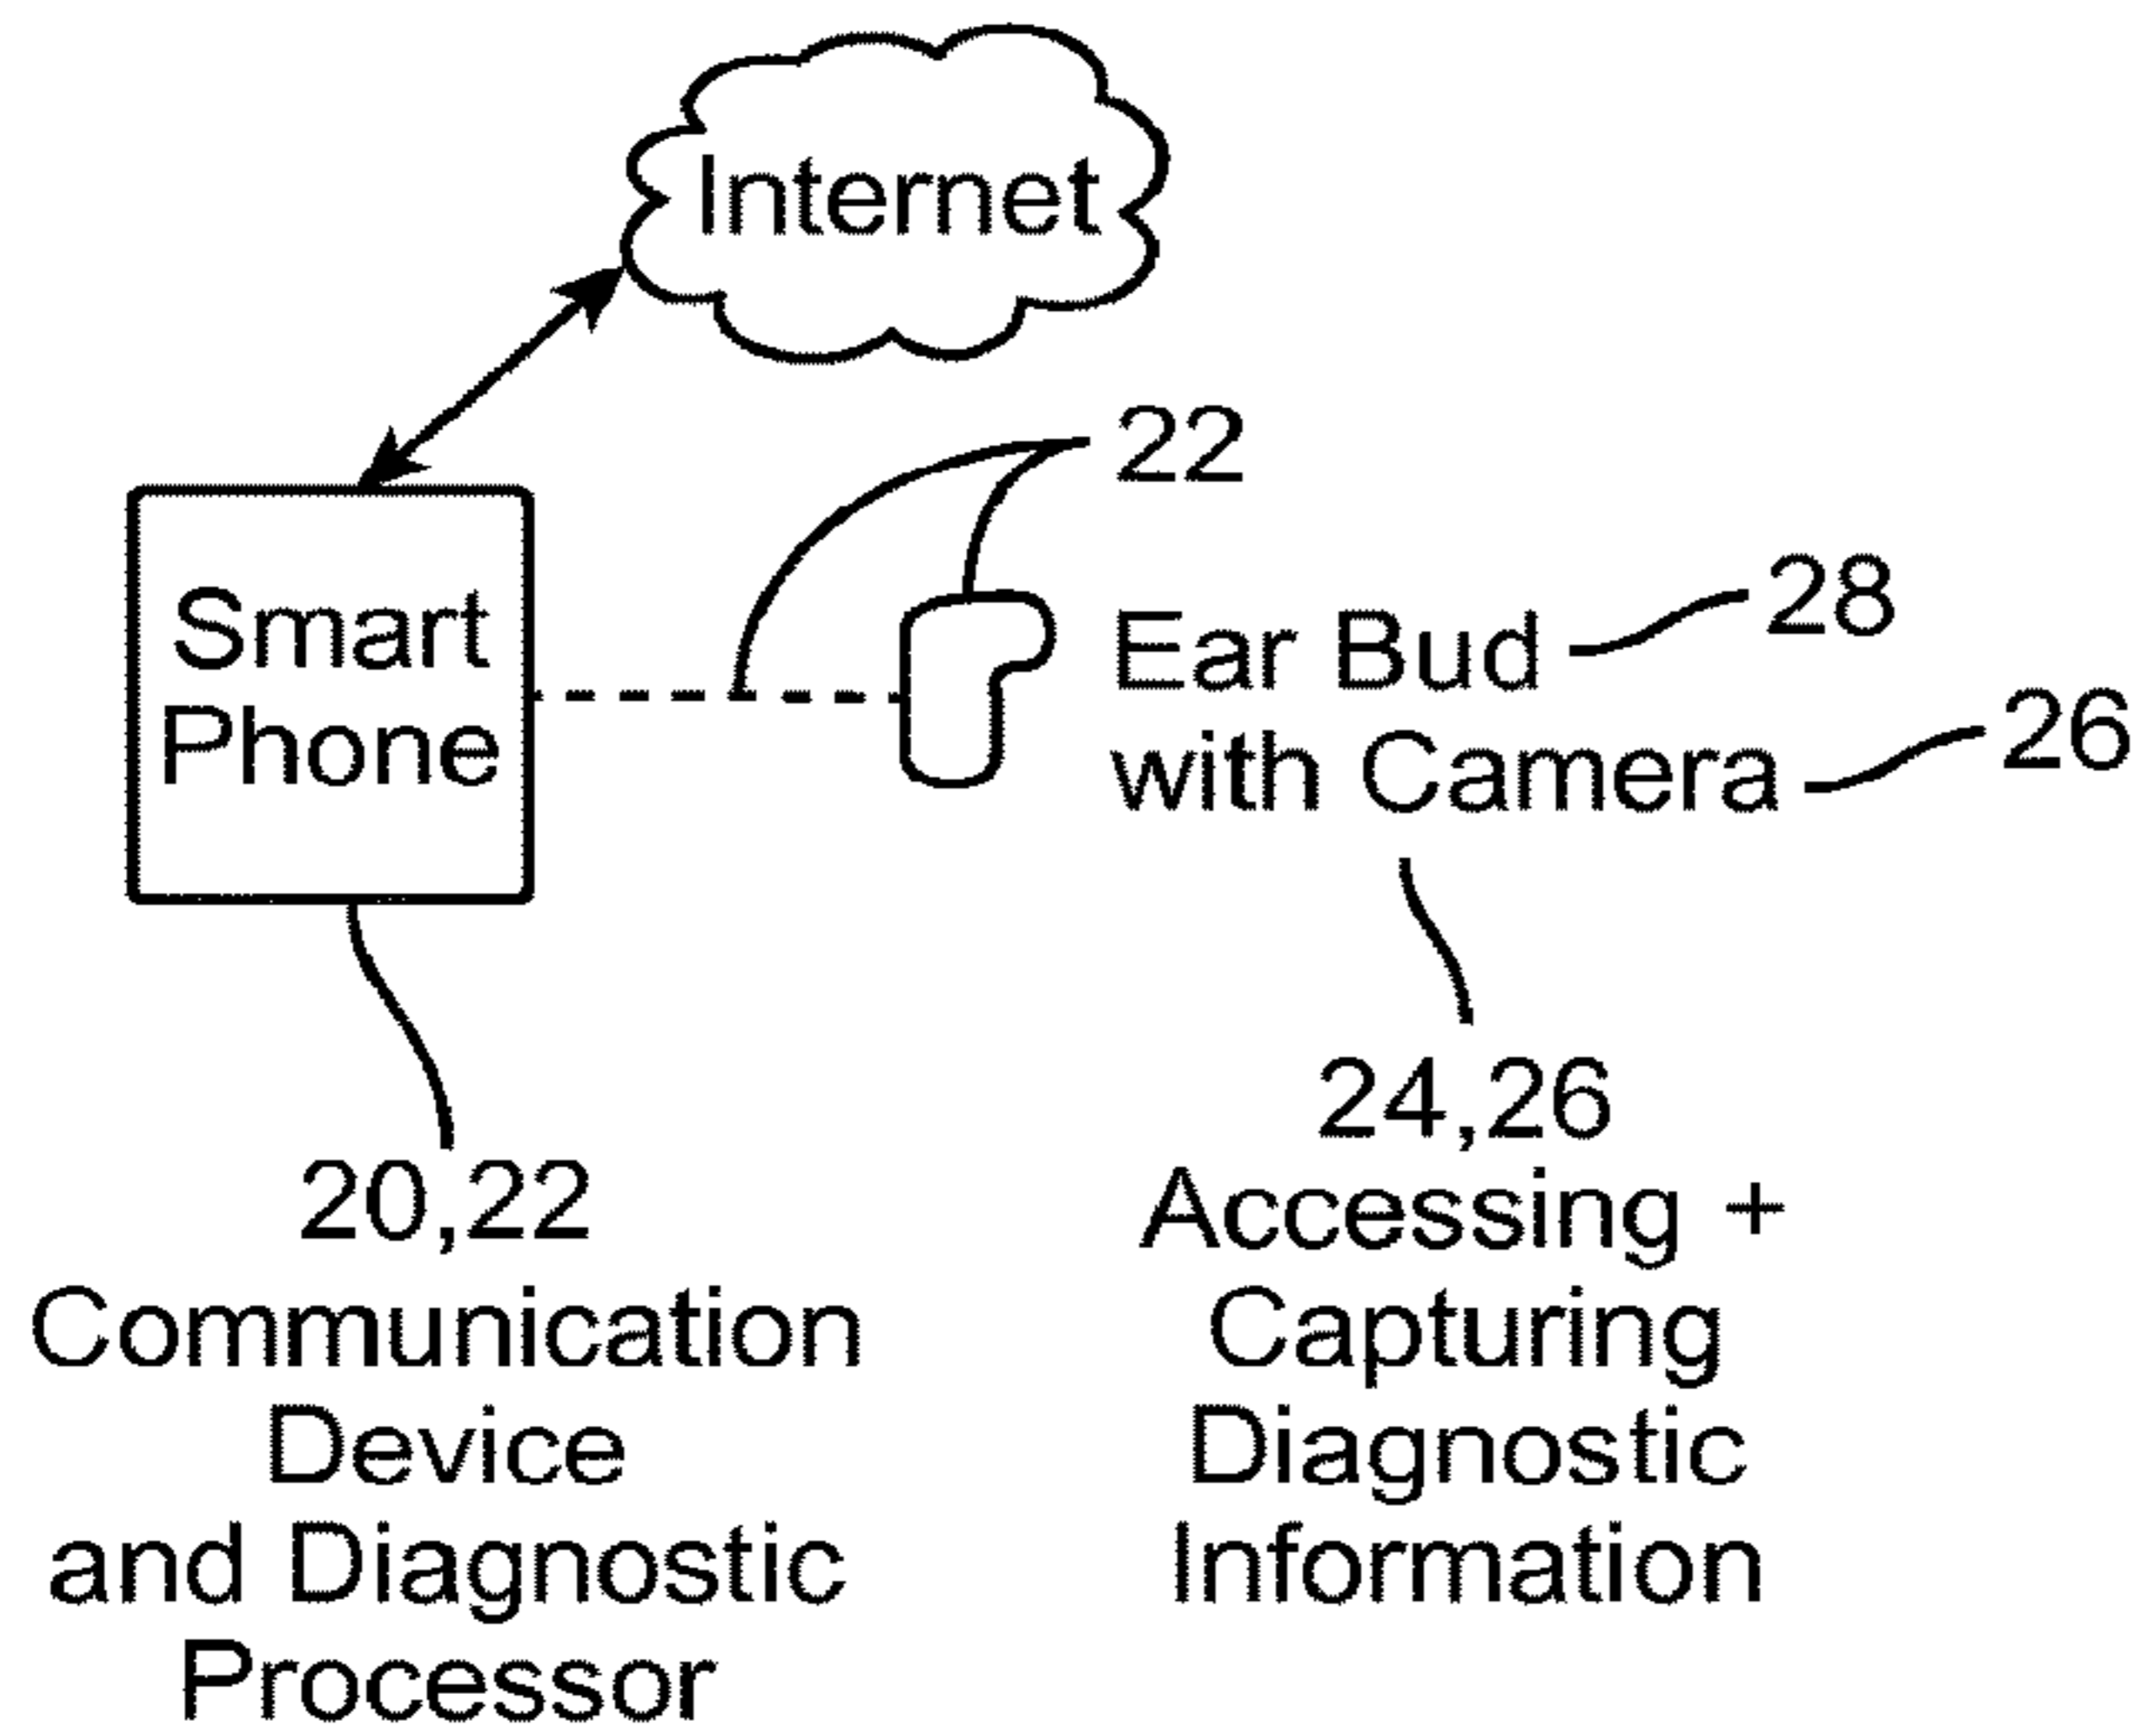 Internet
22
Smart
Phone
Ear Bud
28
with Camera
26
20,22
Communication
Device
and Diagnostic
Processor
24,26
Accessing +
Capturing
Diagnostic
Information